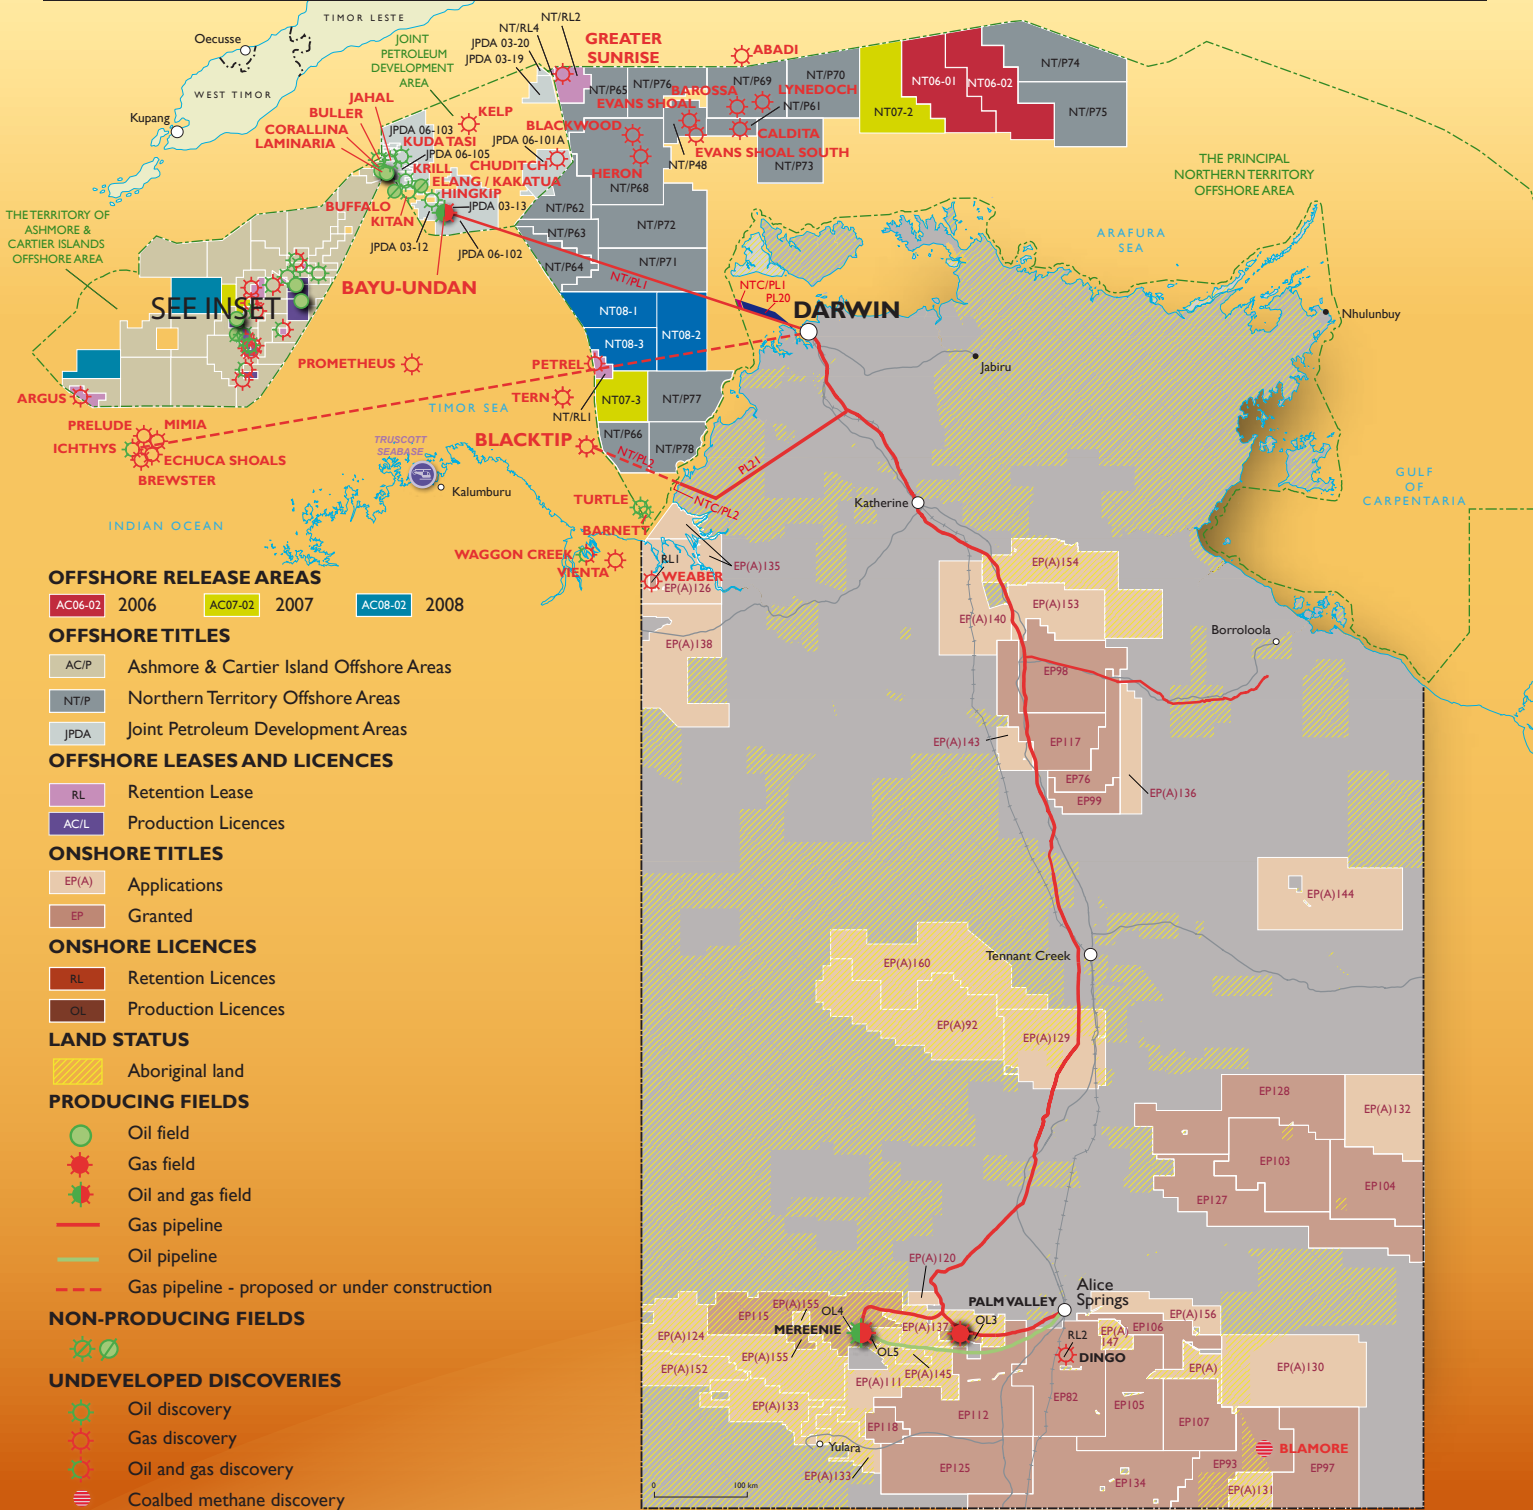 TIMOR LESTE
Oecusse
WEST TIMOR
Kupang
JOINT
PETROLEUM
DEVELOPMENT
AREA
NT/RL2
NT/RL4
JPDA 03-20
JPDA 03-19
GREATER
SUNRISE
ABADI
NT/P65
NT/P76
NT/P69
NT/P70
BAROSSA
LYNEDOCH
EVANS SHOAL
NT/P61
NT07-2
NT06-01
NT06-02
NT/P74
NT/P75
JAHAL
BULLER
CORALLINA
LAMINARIA
KELP
JPDA 06-103
KUDA TASI
JPDA 06-105
JPDA 06-101A
BLACKWOOD
CALDITA
EVANS SHOAL SOUTH
NT/P48
NT/P73
KRILL
CHUDITCH
ELANG / KAKATUA
HINGKIP
HERON
NT/P68
JPDA 03-13
BUFFALO
KITAN
JPDA 03-12
JPDA 06-102
NT/P62
NT/P63
NT/P72
NT/P64
NT/P71
THE PRINCIPAL
NORTHERN TERRITORY
OFFSHORE AREA
ARAFURA
SEA
THE TERRITORY OF
ASHMORE &
CARTIER ISLANDS
OFFSHORE AREA
SEE INSET
BAYU-UNDAN
NT/PL1
NTC/PL1
PL20
DARWIN
NT08-1
NT08-3
NT08-2
Nhulunbuy
Jabiru
PROMETHEUS
PETREL
TERN
NT/RL1
NT07-3
NT/P77
ARGUS
TIMOR SEA
PRELUDE
MIMIA
ICHTHYS
ECHUCA SHOALS
BREWSTER
TRUSCOTT
SEABASE
Kalumburu
BLACKTIP
NT/P66
NT/P78
NT/PL2
PL21
NTC/PL2
Katherine
GULF
OF
CARPENTARIA
INDIAN OCEAN
TURTLE
BARNETT
WAGGON CREEK
VIENTA
RL1
WEABER
EP(A)135
EP(A)126
EP(A)138
EP(A)154
EP(A)153
EP(A)140
Borroloola
EP98
EP(A)143
EP117
EP76
EP99
EP(A)136
EP(A)144
EP(A)160
Tennant Creek
EP(A)92
EP(A)129
EP128
EP(A)132
EP103
EP104
EP127
EP(A)120
Alice
Springs
PALM VALLEY
EP(A)155
EP115
OL4
MEREENIE
OL5
EP(A)137
OL3
EP(A)124
EP(A)155
EP(A)152
EP(A)111
EP(A)145
EP(A)133
RL2
DINGO
EP(A)
147
EP106
EP(A)156
EP(A)
EP(A)130
EP82
EP105
EP107
EP112
EP118
Yulara
EP(A)133
EP125
EP134
EP93
EP(A)131
BLAMORE
EP97
0
100 km
OFFSHORE RELEASE AREAS
AC06-02 2006 AC07-02 2007 AC08-02 2008
OFFSHORE TITLES
AC/P Ashmore & Cartier Island Offshore Areas
NT/P Northern Territory Offshore Areas
JPDA Joint Petroleum Development Areas
OFFSHORE LEASES AND LICENCES
RL Retention Lease
AC/L Production Licences
ONSHORE TITLES
EP(A) Applications
EP Granted
ONSHORE LICENCES
RL Retention Licences
OL Production Licences
LAND STATUS
Aboriginal land
PRODUCING FIELDS
Oil field
Gas field
Oil and gas field
Gas pipeline
Oil pipeline
Gas pipeline - proposed or under construction
NON-PRODUCING FIELDS
UNDEVELOPED DISCOVERIES
Oil discovery
Gas discovery
Oil and gas discovery
Coalbed methane discovery